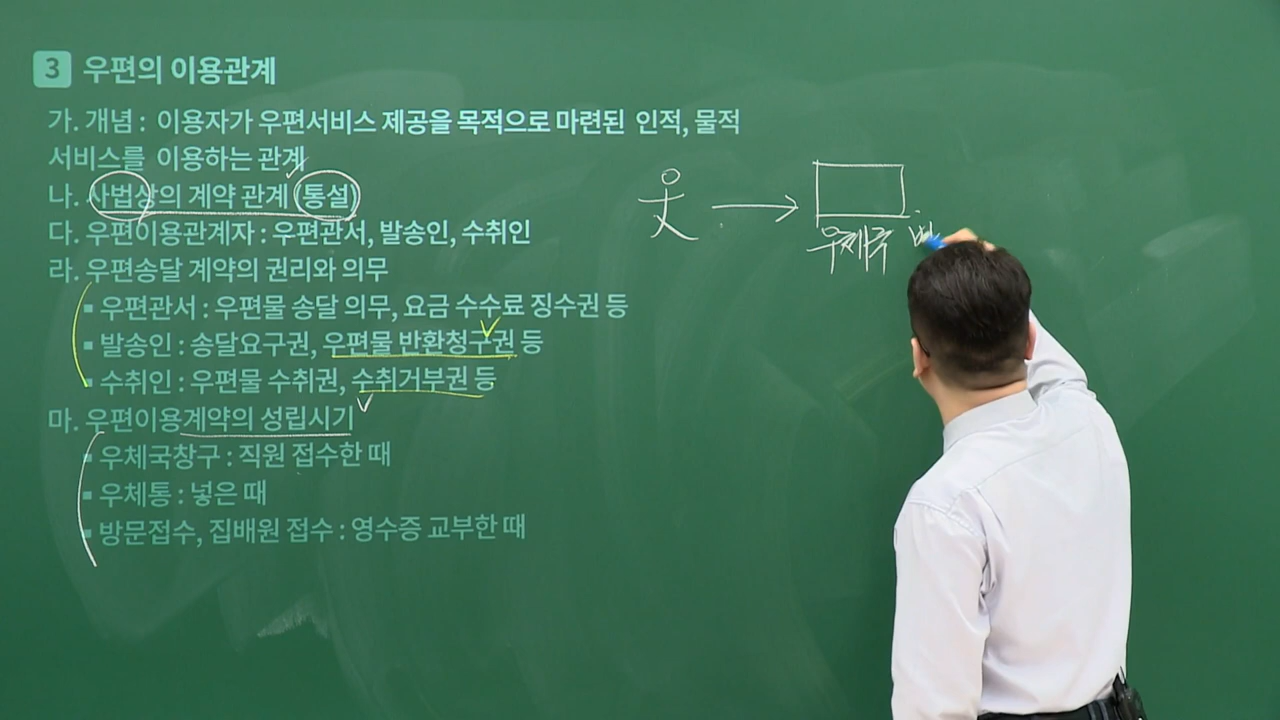 3 우편의 이용관계
가. 개념 : 이용자가 우편서비스 제공을 목적으로 마련된 인적, 물적
서비스를 이용하는 관계
나. 사법상의 계약 관계 (통설)
다. 우편이용관계자 : 우편관서, 발송인, 수취인
라. 우편송달 계약의 권리와 의무
▪ 우편관서 : 우편물 송달 의무, 요금 수수료 징수권 등
▪ 발송인 : 송달요구권, 우편물 반환청구권 등
▪ 수취인 : 우편물 수취권, 수취거부권 등
마. 우편이용계약의 성립시기
▪ 우체국창구 : 직원 접수한 때
▪ 우체통 : 넣은 때
▪ 방문접수, 집배원 접수 : 영수증 교부한 때